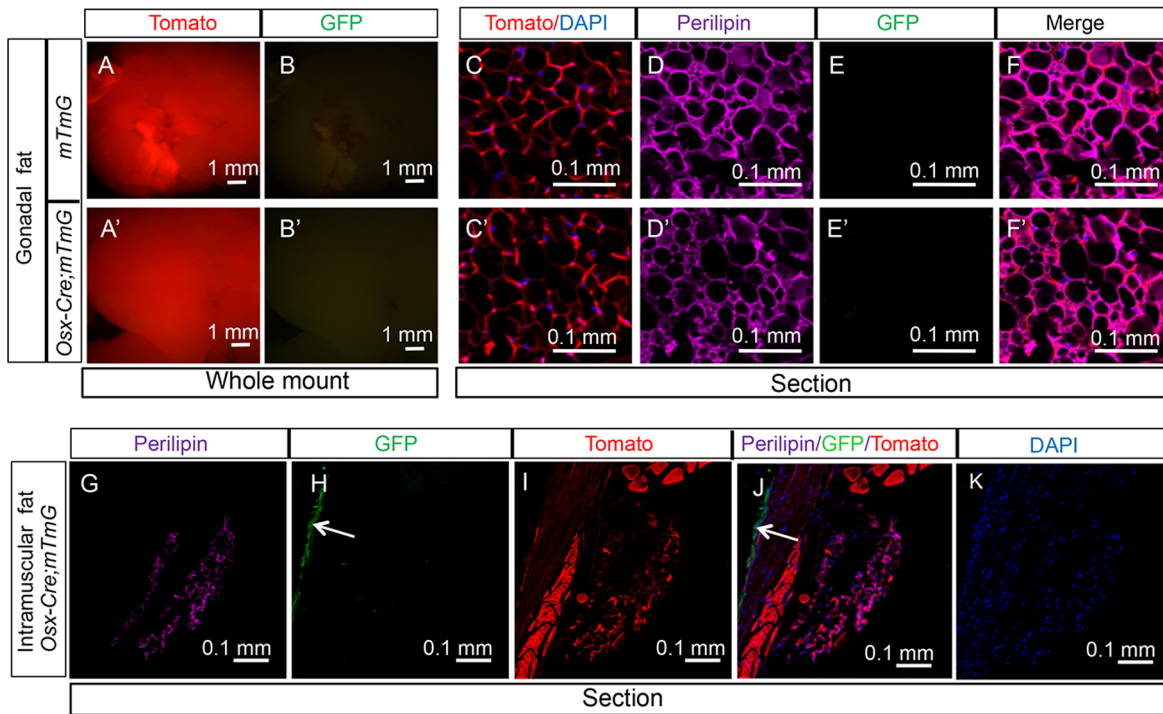 Tomato GFP Tomato/DAPI Perilipin GFP Merge
Gonadal fat
mTmG
A B C D E F
1 mm 1 mm 0.1 mm 0.1 mm 0.1 mm 0.1 mm
Osx-Cre;mTmG
A’ B’ C’ D’ E’ F’
1 mm 1 mm 0.1 mm 0.1 mm 0.1 mm 0.1 mm
Whole mount Section
Perilipin GFP Tomato Perilipin/GFP/Tomato DAPI
Intramuscular fat
Osx-Cre;mTmG
G H I J K
0.1 mm 0.1 mm 0.1 mm 0.1 mm 0.1 mm
Section